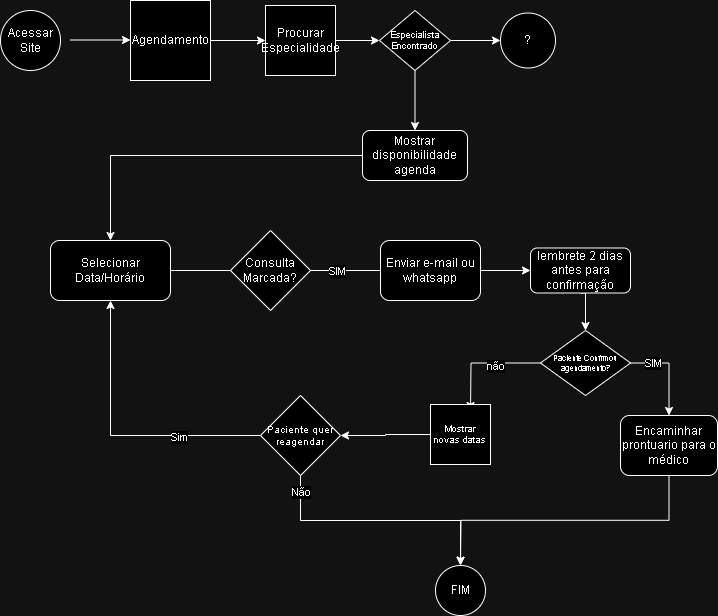 Acessar
Site
Agendamento
Procurar
Especialidade
Especialista
Encontrado
?
Mostrar
disponibilidade
agenda
Selecionar
Data/Horário
Consulta
Marcada?
SIM
Enviar e-mail ou
whatsapp
lembrete 2 dias
antes para
confirmação
Paciente Confirmou
agendamento?
não
SIM
Mostrar
novas datas
Paciente quer
reagendar
Sim
Não
Encaminhar
prontuario para o
médico
FIM